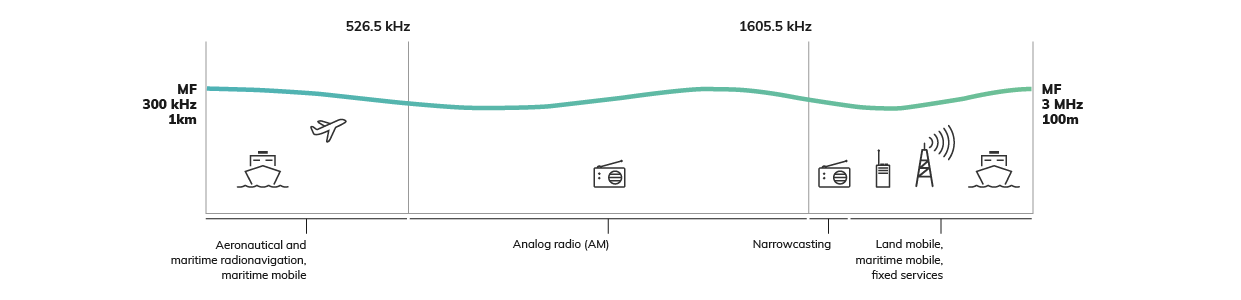 526.5 kHz
1605.5 kHz
MF
300 kHz
1km
MF
3 MHz
100m
Aeronautical and
maritime radionavigation,
maritime mobile
Analog radio (AM)
Narrowcasting
Land mobile,
maritime mobile,
fixed services